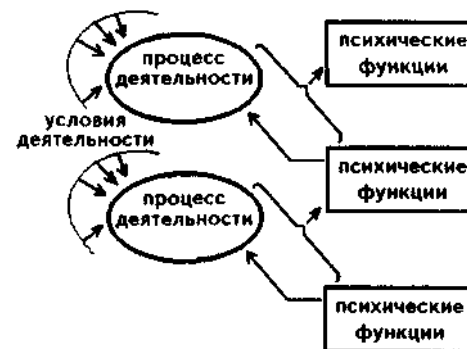 процесс
деятельности
психические
функции
условия
деятельности
психические
функции
процесс
деятельности
психические
функции